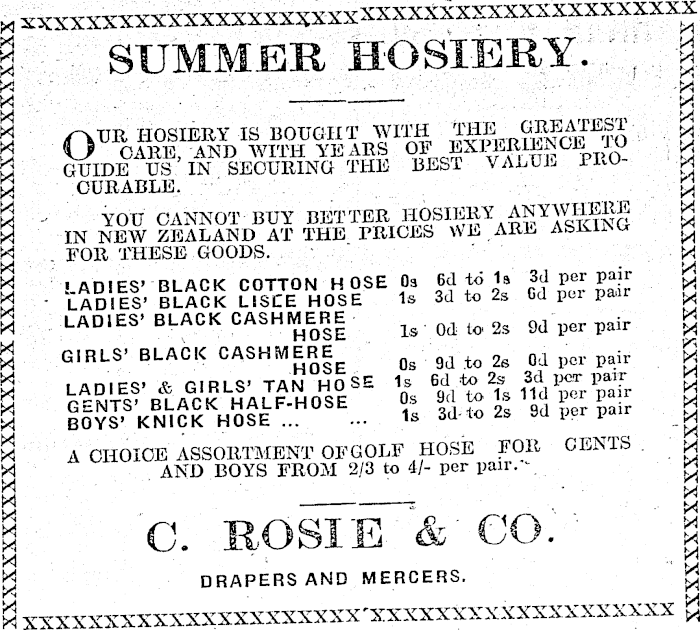 SUMMER HOSIERY.
OUR HOSIERY IS BOUGHT WITH THE GREATEST
CARE, AND WITH YEARS OF EXPERIENCE TO
GUIDE US IN SECURING THE BEST VALUE PRO-
CURABLE.
YOU CANNOT BUY BETTER HOSIERY ANYWHERE
IN NEW ZEALAND AT THE PRICES WE ARE ASKING
FOR THESE GOODS.
LADIES' BLACK COTTON HOSE 0s 6d to 1s 3d per pair
LADIES' BLACK LISLE HOSE 1s 3d to 2s 6d per pair
LADIES' BLACK CASHMERE
HOSE 1s 0d to 2s 9d per pair
GIRLS' BLACK CASHMERE
HOSE 0s 9d to 2s 0d per pair
LADIES' & GIRLS' TAN HOSE 1s 6d to 2s 3d per pair
GENTS' BLACK HALF-HOSE 0s 9d to 1s 11d per pair
BOYS' KNICK HOSE ... ... 1s 3d to 2s 9d per pair
A CHOICE ASSORTMENT OF GOLF HOSE FOR GENTS
AND BOYS FROM 2/3 to 4/- per pair.
C. ROSIE & CO.
DRAPERS AND MERCERS.